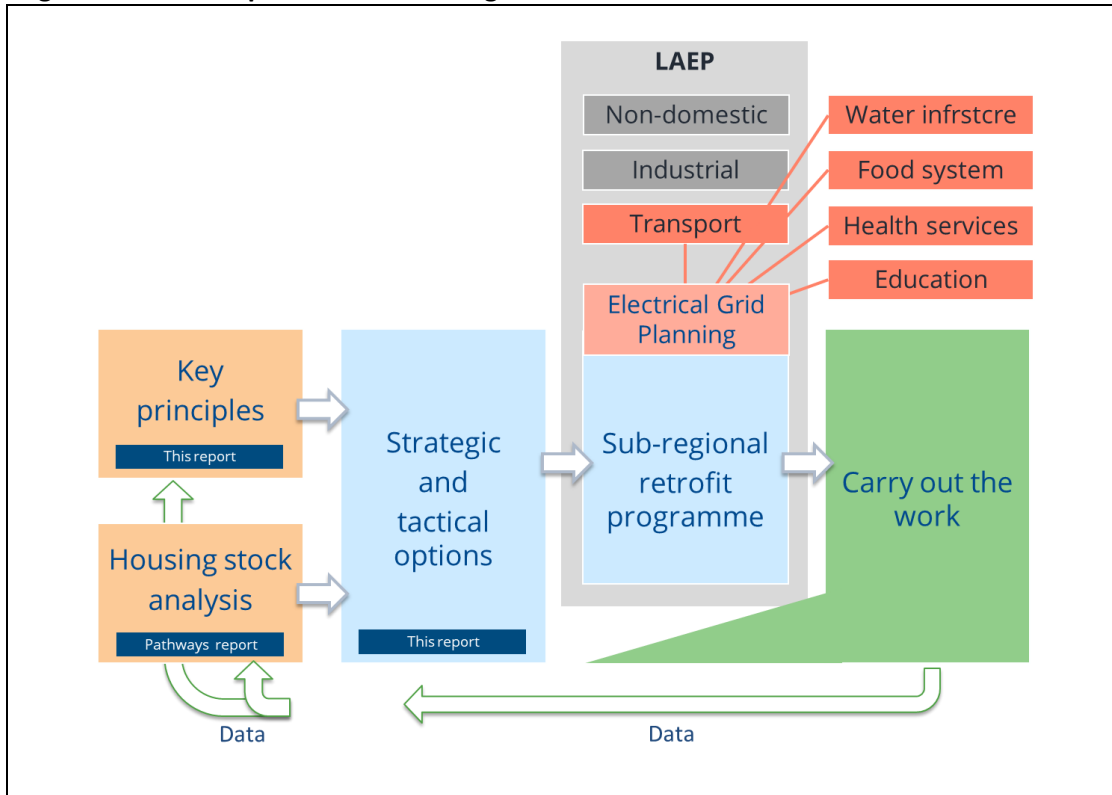 LAEP
Non-domestic
Industrial
Transport
Electrical Grid
Planning
Water infrstcre
Food system
Health services
Education
Key
principles
This report
Housing stock
analysis
Pathways report
Strategic
and
tactical
options
This report
Sub-regional
retrofit
programme
Carry out the
work
Data
Data